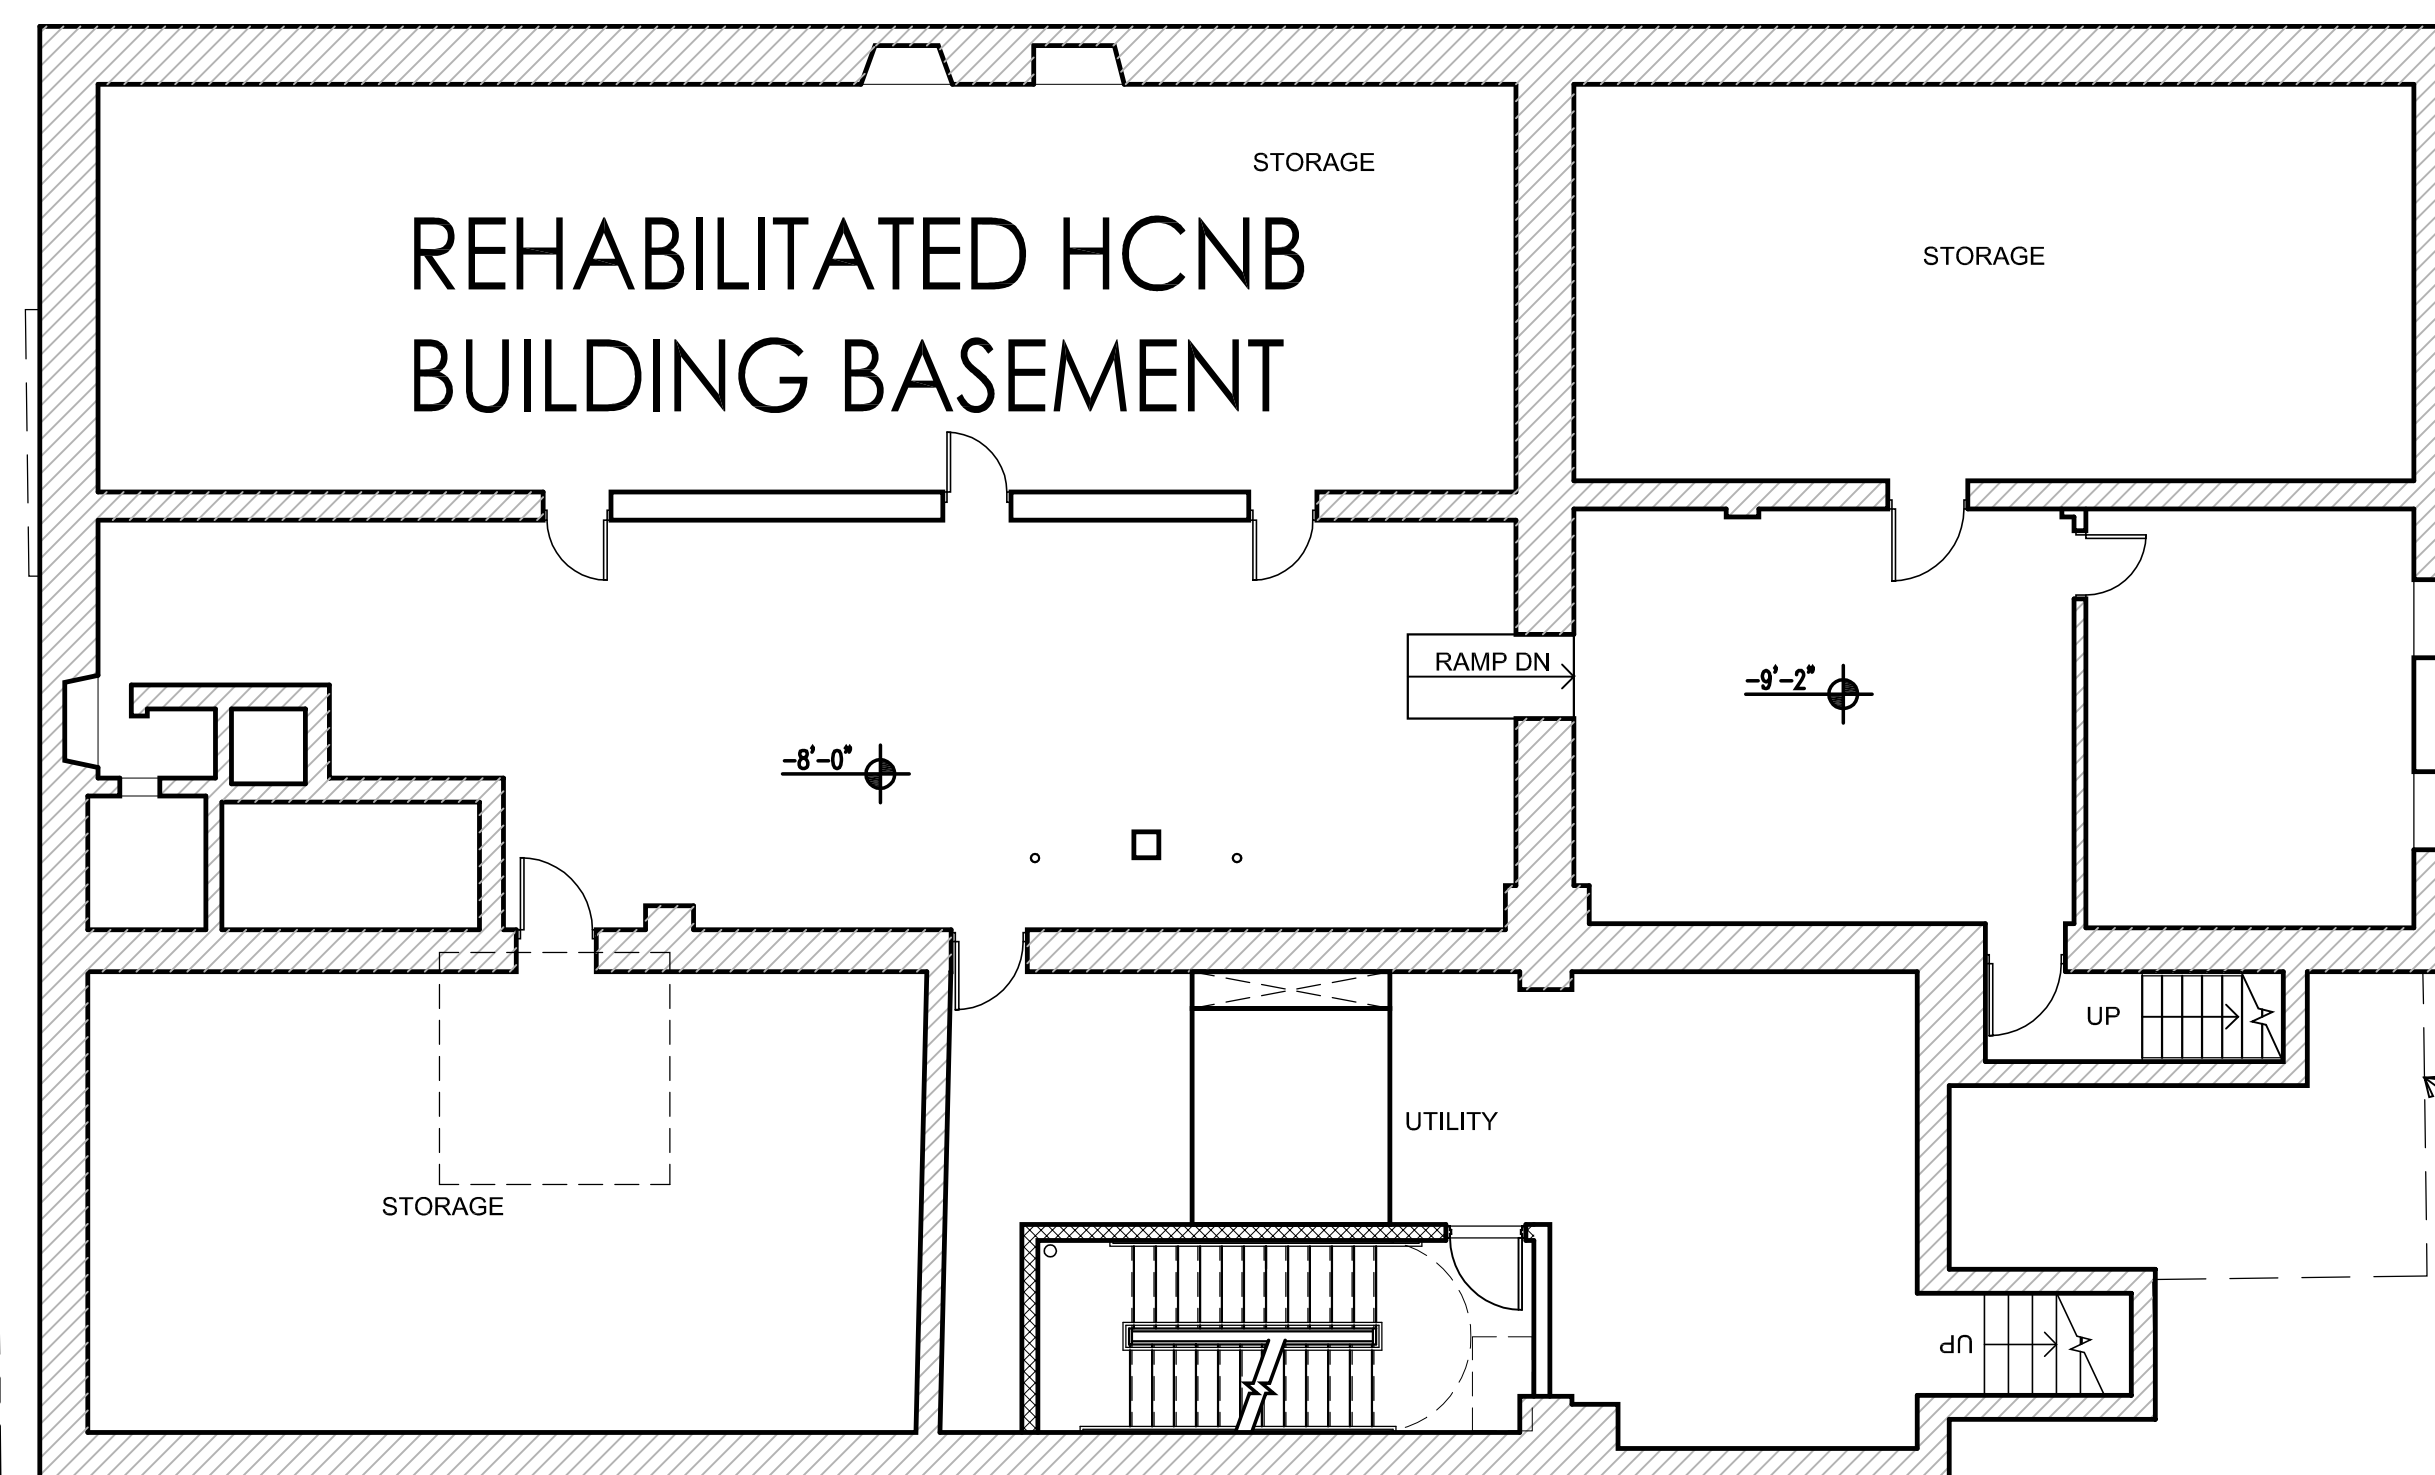 STORAGE
REHABILITATED HCNB
BUILDING BASEMENT
STORAGE
RAMP DN
-9'-2"
-8'-0"
UP
UTILITY
STORAGE
UP